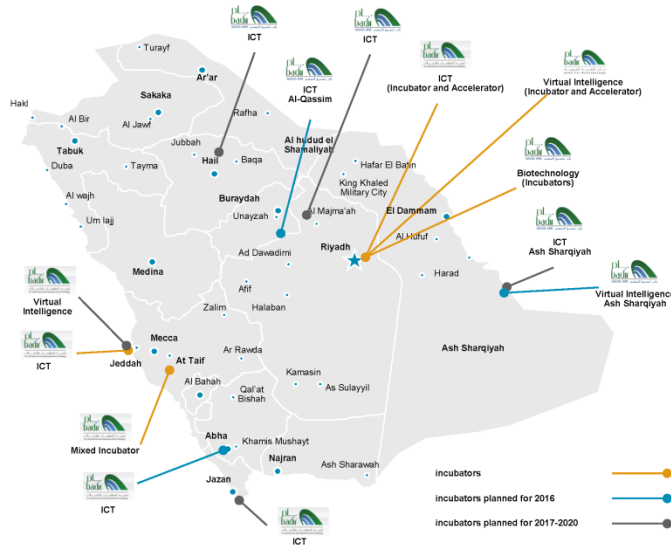 ICT
ICT
ICT
Al-Qassim
ICT
(Incubator and Accelerator)
Virtual Intelligence
(Incubator and Accelerator)
Biotechnology
(Incubators)
ICT
Ash Sharqiyah
Virtual Intelligence
Ash Sharqiyah
Turayf
Ar'ar
Sakaka
Hakl
Al Bir
Al Jawf
Rafha
Tabuk
Al hudud el
Shamaliyah
Jubbah
Hail
Baqa
Duba
Tayma
Hafar El Batin
King Khaled
Military City
Al wajh
Buraydah
Unayzah
Al Majma'ah
El Dammam
Um lajj
Riyadh
Al Hufuf
Ad Dawadimi
Medina
Harad
Afif
Halaban
Virtual
Intelligence
Zalim
Mecca
Ash Sharqiyah
ICT
Jeddah
At Taif
Ar Rawda
Al Bahah
Qal'at
Bishah
Kamasin
As Sulayyil
Mixed Incubator
Abha
Khamis Mushayt
Najran
Ash Sharawah
ICT
Jazan
ICT
incubators
incubators planned for 2016
incubators planned for 2017-2020